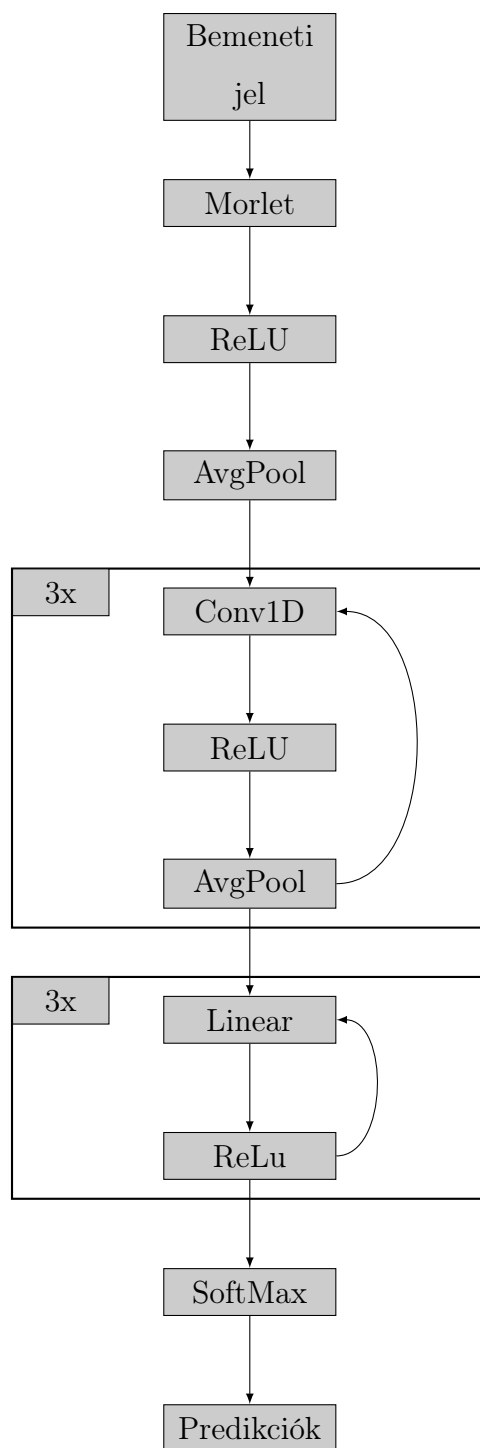 Bemeneti
jel
Morlet
ReLU
AvgPool
3x
Conv1D
ReLU
AvgPool
3x
Linear
ReLu
SoftMax
Predikciók